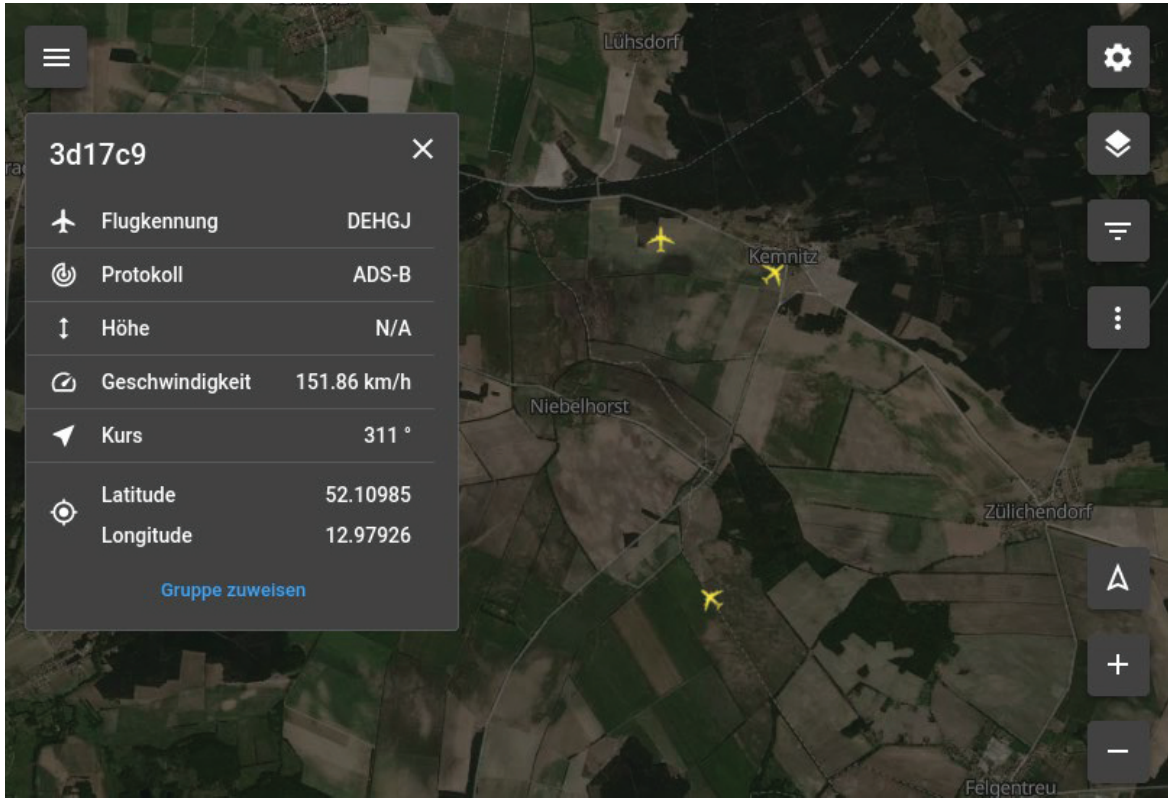 Lühsdorf
3d17c9
Flugkennung DEHGJ
Protokoll ADS-B
Höhe N/A
Geschwindigkeit 151.86 km/h
Kurs 311 °
Latitude 52.10985
Longitude 12.97926
Gruppe zuweisen
Kemnitz
Niebelhorst
Zülichendorf
Felgentreu